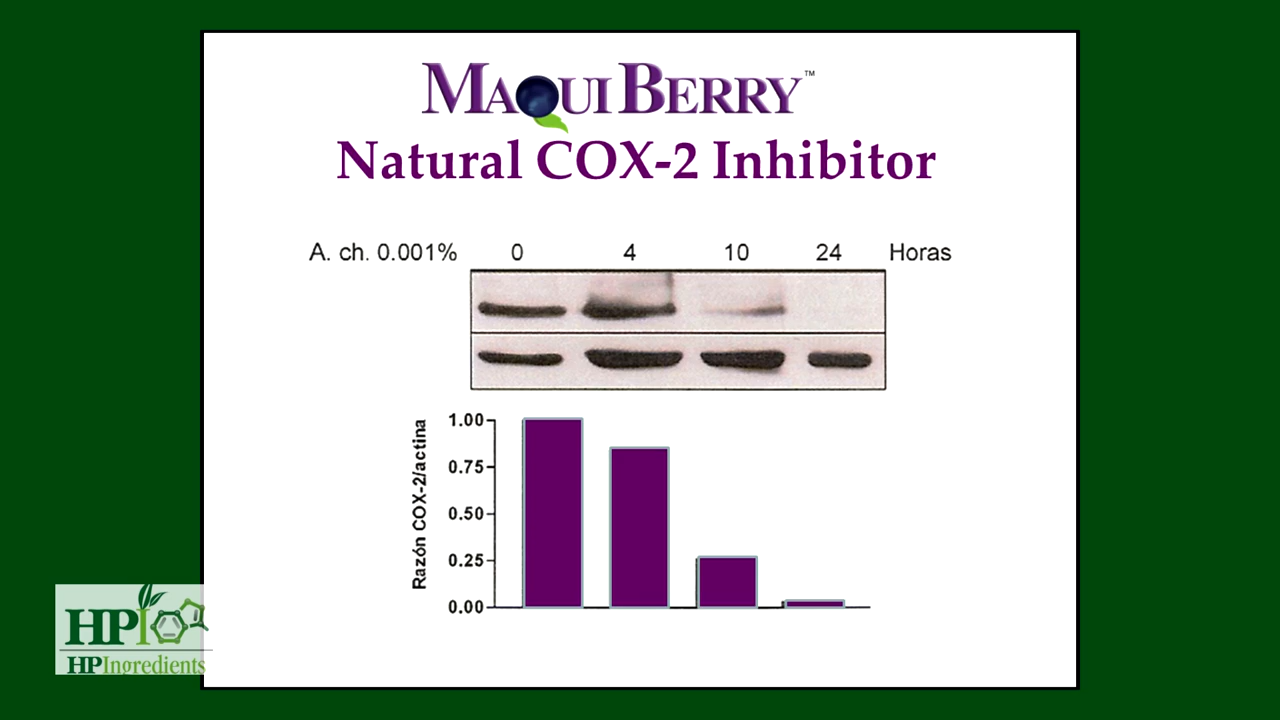 MAQUI BERRY™
Natural COX-2 Inhibitor
A. ch. 0.001% 0 4 10 24 Horas
Razón COX-2/actina
1.00
0.75
0.50
0.25
0.00
HPI
HPIngredients